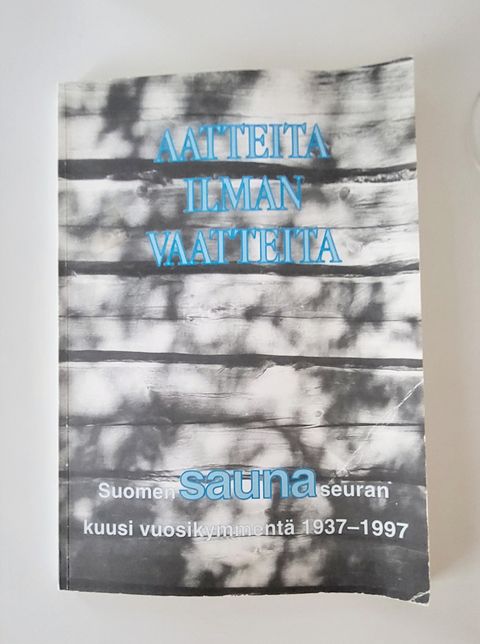 AATTEITA
ILMAN
VAATTEITA
Suomen sauna seuran
kuusi vuosikymmentä 1937–1997